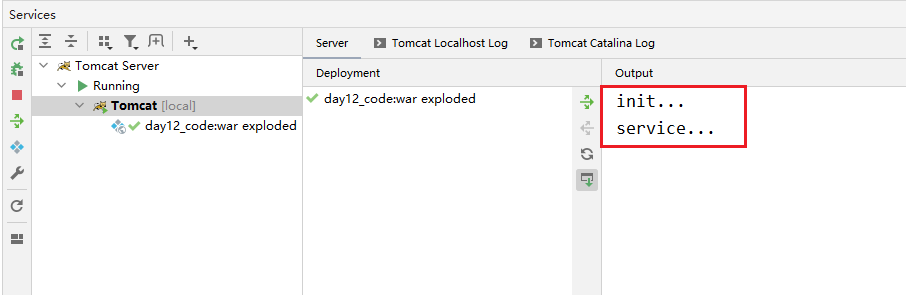 Services
Server
Tomcat Localhost Log
Tomcat Catalina Log
Tomcat Server
Running
Tomcat [local]
day12_code:war exploded
Deployment
day12_code:war exploded
Output
init...
service...